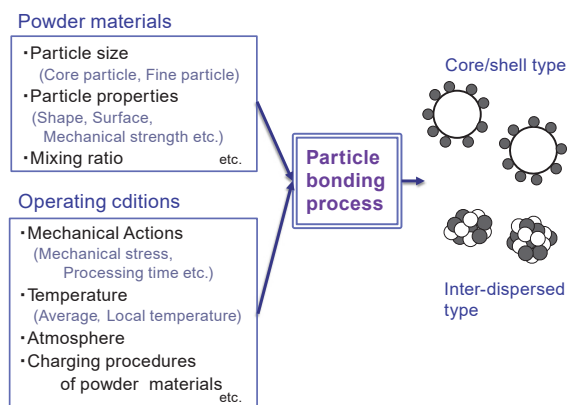 Powder materials
・Particle size
(Core particle, Fine particle)
・Particle properties
(Shape, Surface,
Mechanical strength etc.)
・Mixing ratio etc.
Operating cditions
・Mechanical Actions
(Mechanical stress,
Processing time etc.)
・Temperature
(Average, Local temperature)
・Atmosphere
・Charging procedures
of powder materials
etc.
Particle
bonding
process
Core/shell type
Inter-dispersed
type